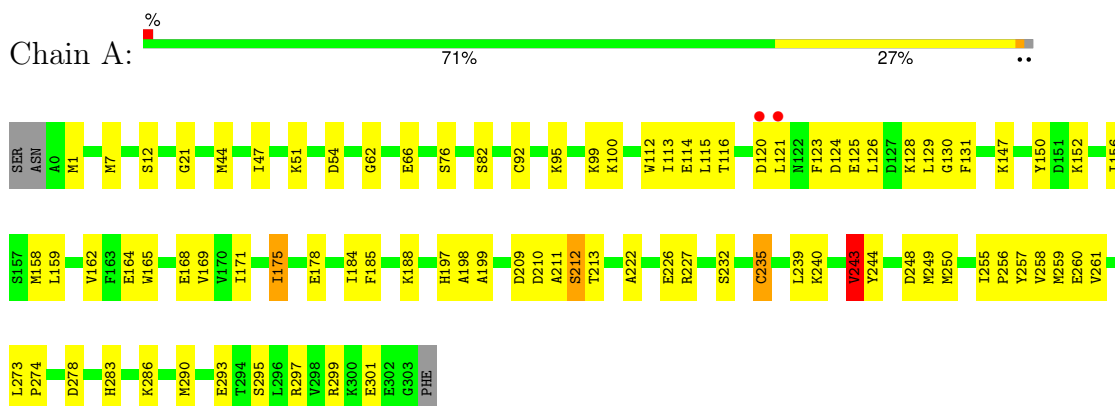 %
Chain A:
71% 27% ••
SER ASN A0 M1 M7 S12 G21 M44 I47 K51 D54 G62 E66 S76 S82 C92 K95 K99 K100 W112 I113 E114 L115 T116 D120 L121 N122 F123 D124 E125 L126 D127 K128 L129 G130 F131 K147 Y150 D151 K152 I156
S157 M158 L159 V162 F163 E164 W165 E168 V169 V170 I171 I175 E178 I184 F185 K188 H197 A198 A199 D209 D210 A211 S212 T213 A222 E226 R227 S232 C235 L239 K240 V243 Y244 D248 M249 M250 I255 P256 Y257 V258 M259 E260 V261
L273 P274 D278 H283 K286 M290 E293 T294 S295 L296 R297 V298 R299 K300 E301 E302 G303 PHE